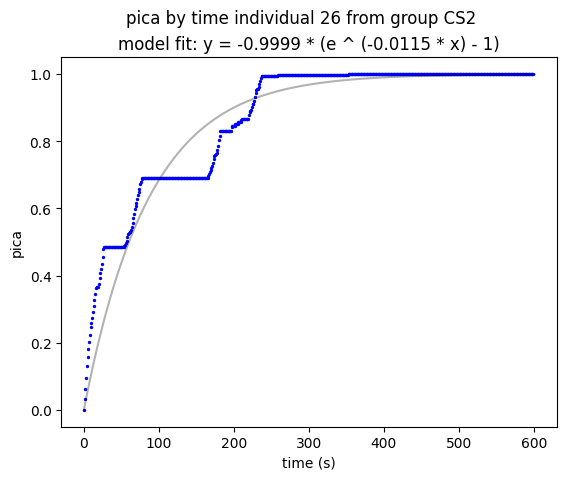 pica by time individual 26 from group CS2
model fit: y = -0.9999 * (e ^ (-0.0115 * x) - 1)
1.0
0.8
0.6
0.4
0.2
0.0
pica
0 100 200 300 400 500 600
time (s)